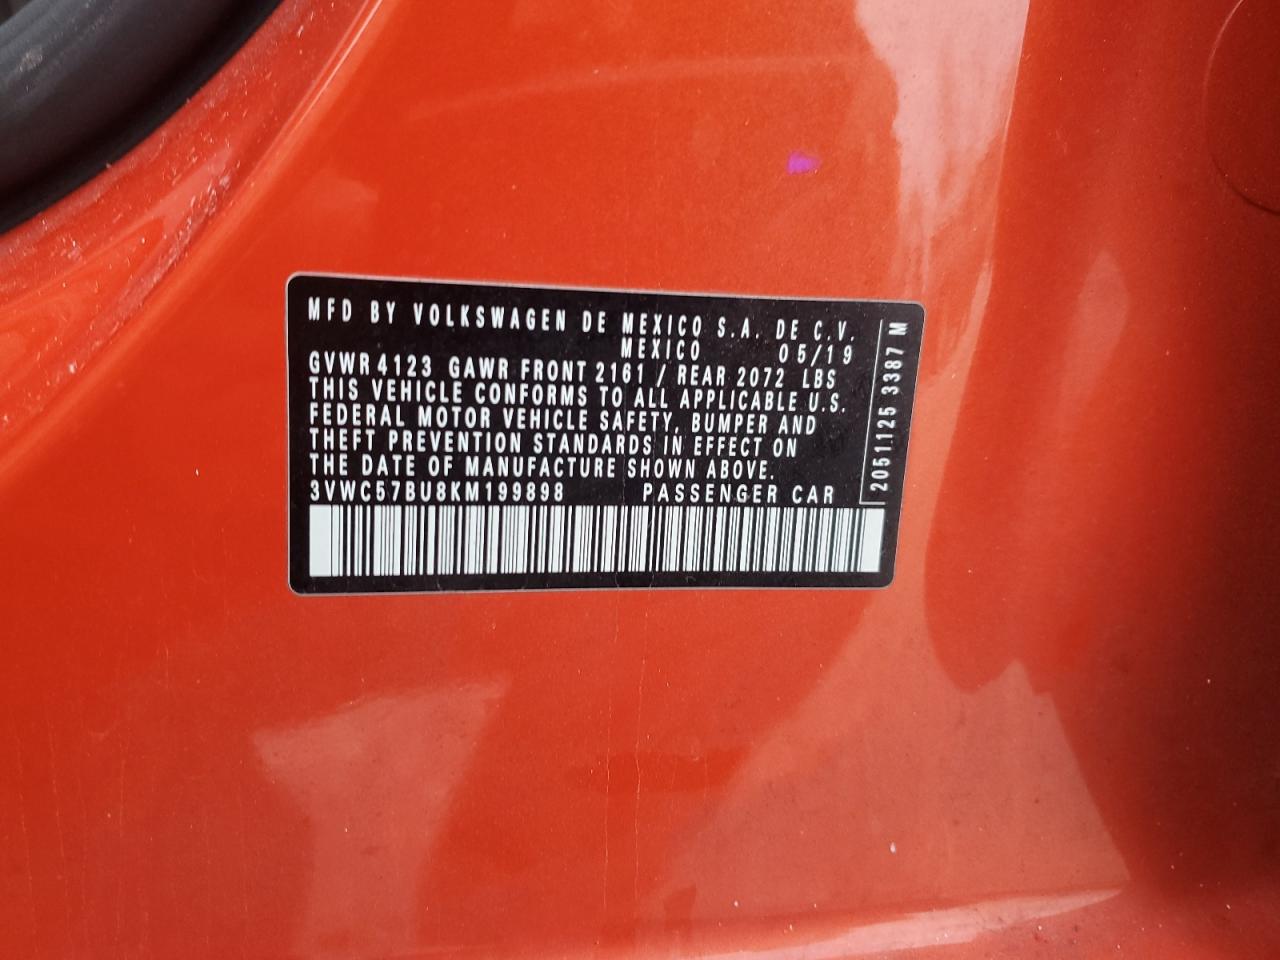 MFD BY VOLKSWAGEN DE MEXICO S.A. DE C.V.
MEXICO 05/19
GVWR 4123 GAWR FRONT 2161 / REAR 2072 LBS
THIS VEHICLE CONFORMS TO ALL APPLICABLE U.S.
FEDERAL MOTOR VEHICLE SAFETY, BUMPER AND
THEFT PREVENTION STANDARDS IN EFFECT ON
THE DATE OF MANUFACTURE SHOWN ABOVE.
3VWC57BU8KM199898 PASSENGER CAR
2051.125 3387 M